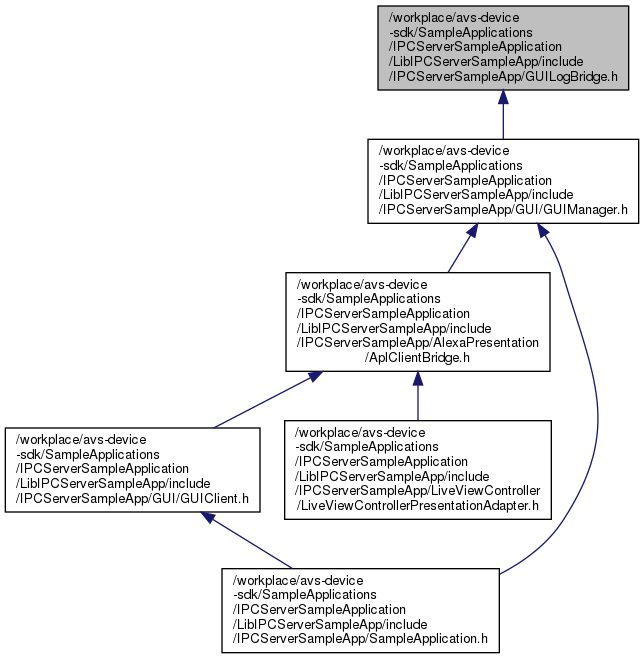 /workplace/avs-device
-sdk/SampleApplications
/IPCServerSampleApplication
/LibIPCServerSampleApp/include
/IPCServerSampleApp/GUILogBridge.h
/workplace/avs-device
-sdk/SampleApplications
/IPCServerSampleApplication
/LibIPCServerSampleApp/include
/IPCServerSampleApp/GUI/GUIManager.h
/workplace/avs-device
-sdk/SampleApplications
/IPCServerSampleApplication
/LibIPCServerSampleApp/include
/IPCServerSampleApp/AlexaPresentation
/AplClientBridge.h
/workplace/avs-device
-sdk/SampleApplications
/IPCServerSampleApplication
/LibIPCServerSampleApp/include
/IPCServerSampleApp/GUI/GUIClient.h
/workplace/avs-device
-sdk/SampleApplications
/IPCServerSampleApplication
/LibIPCServerSampleApp/include
/IPCServerSampleApp/LiveViewController
/LiveViewControllerPresentationAdapter.h
/workplace/avs-device
-sdk/SampleApplications
/IPCServerSampleApplication
/LibIPCServerSampleApp/include
/IPCServerSampleApp/SampleApplication.h